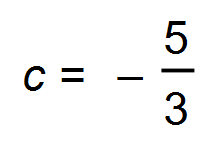 c = – 5/3